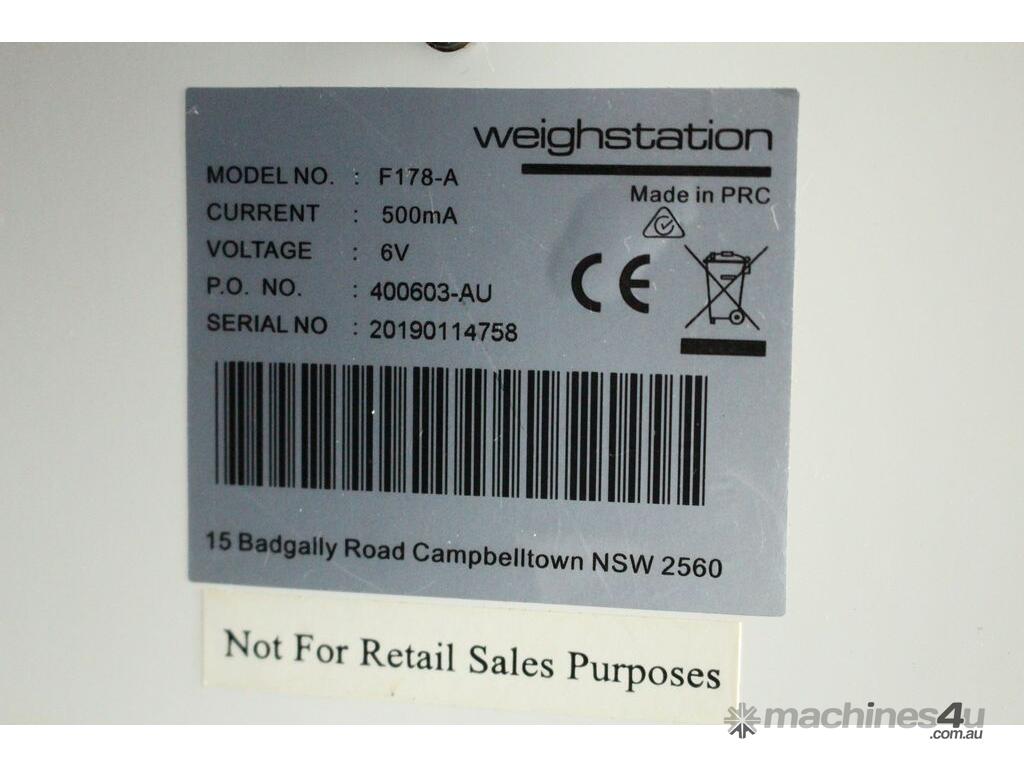 weighstation
MODEL NO. : F178-A
Made in PRC
CURRENT : 500mA
VOLTAGE : 6V
CE
P.O. NO. : 400603-AU
SERIAL NO : 20190114758
15 Badgally Road Campbelltown NSW 2560
Not For Retail Sales Purposes
machines4u
.com.au